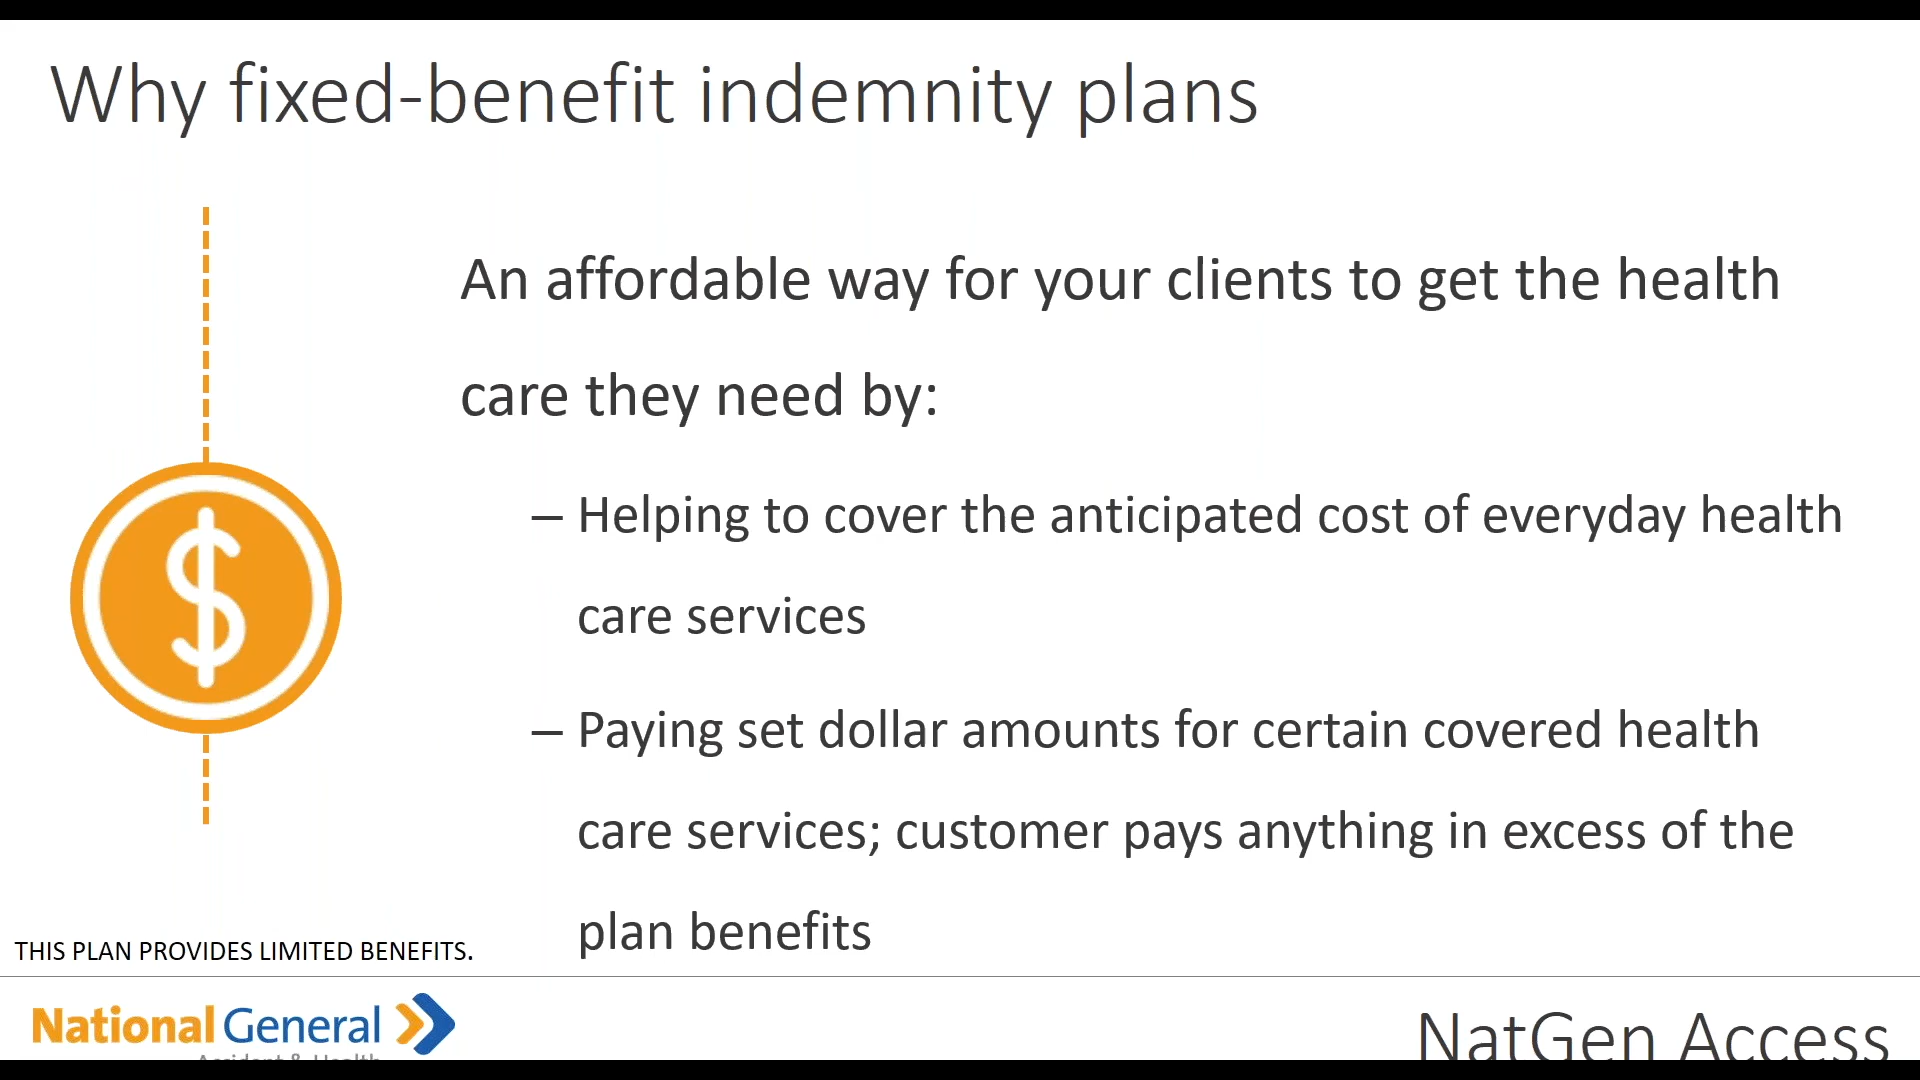 Why fixed-benefit indemnity plans
An affordable way for your clients to get the health
care they need by:
– Helping to cover the anticipated cost of everyday health
care services
– Paying set dollar amounts for certain covered health
care services; customer pays anything in excess of the
plan benefits
$
THIS PLAN PROVIDES LIMITED BENEFITS.
National General
Accident & Health
NatGen Access